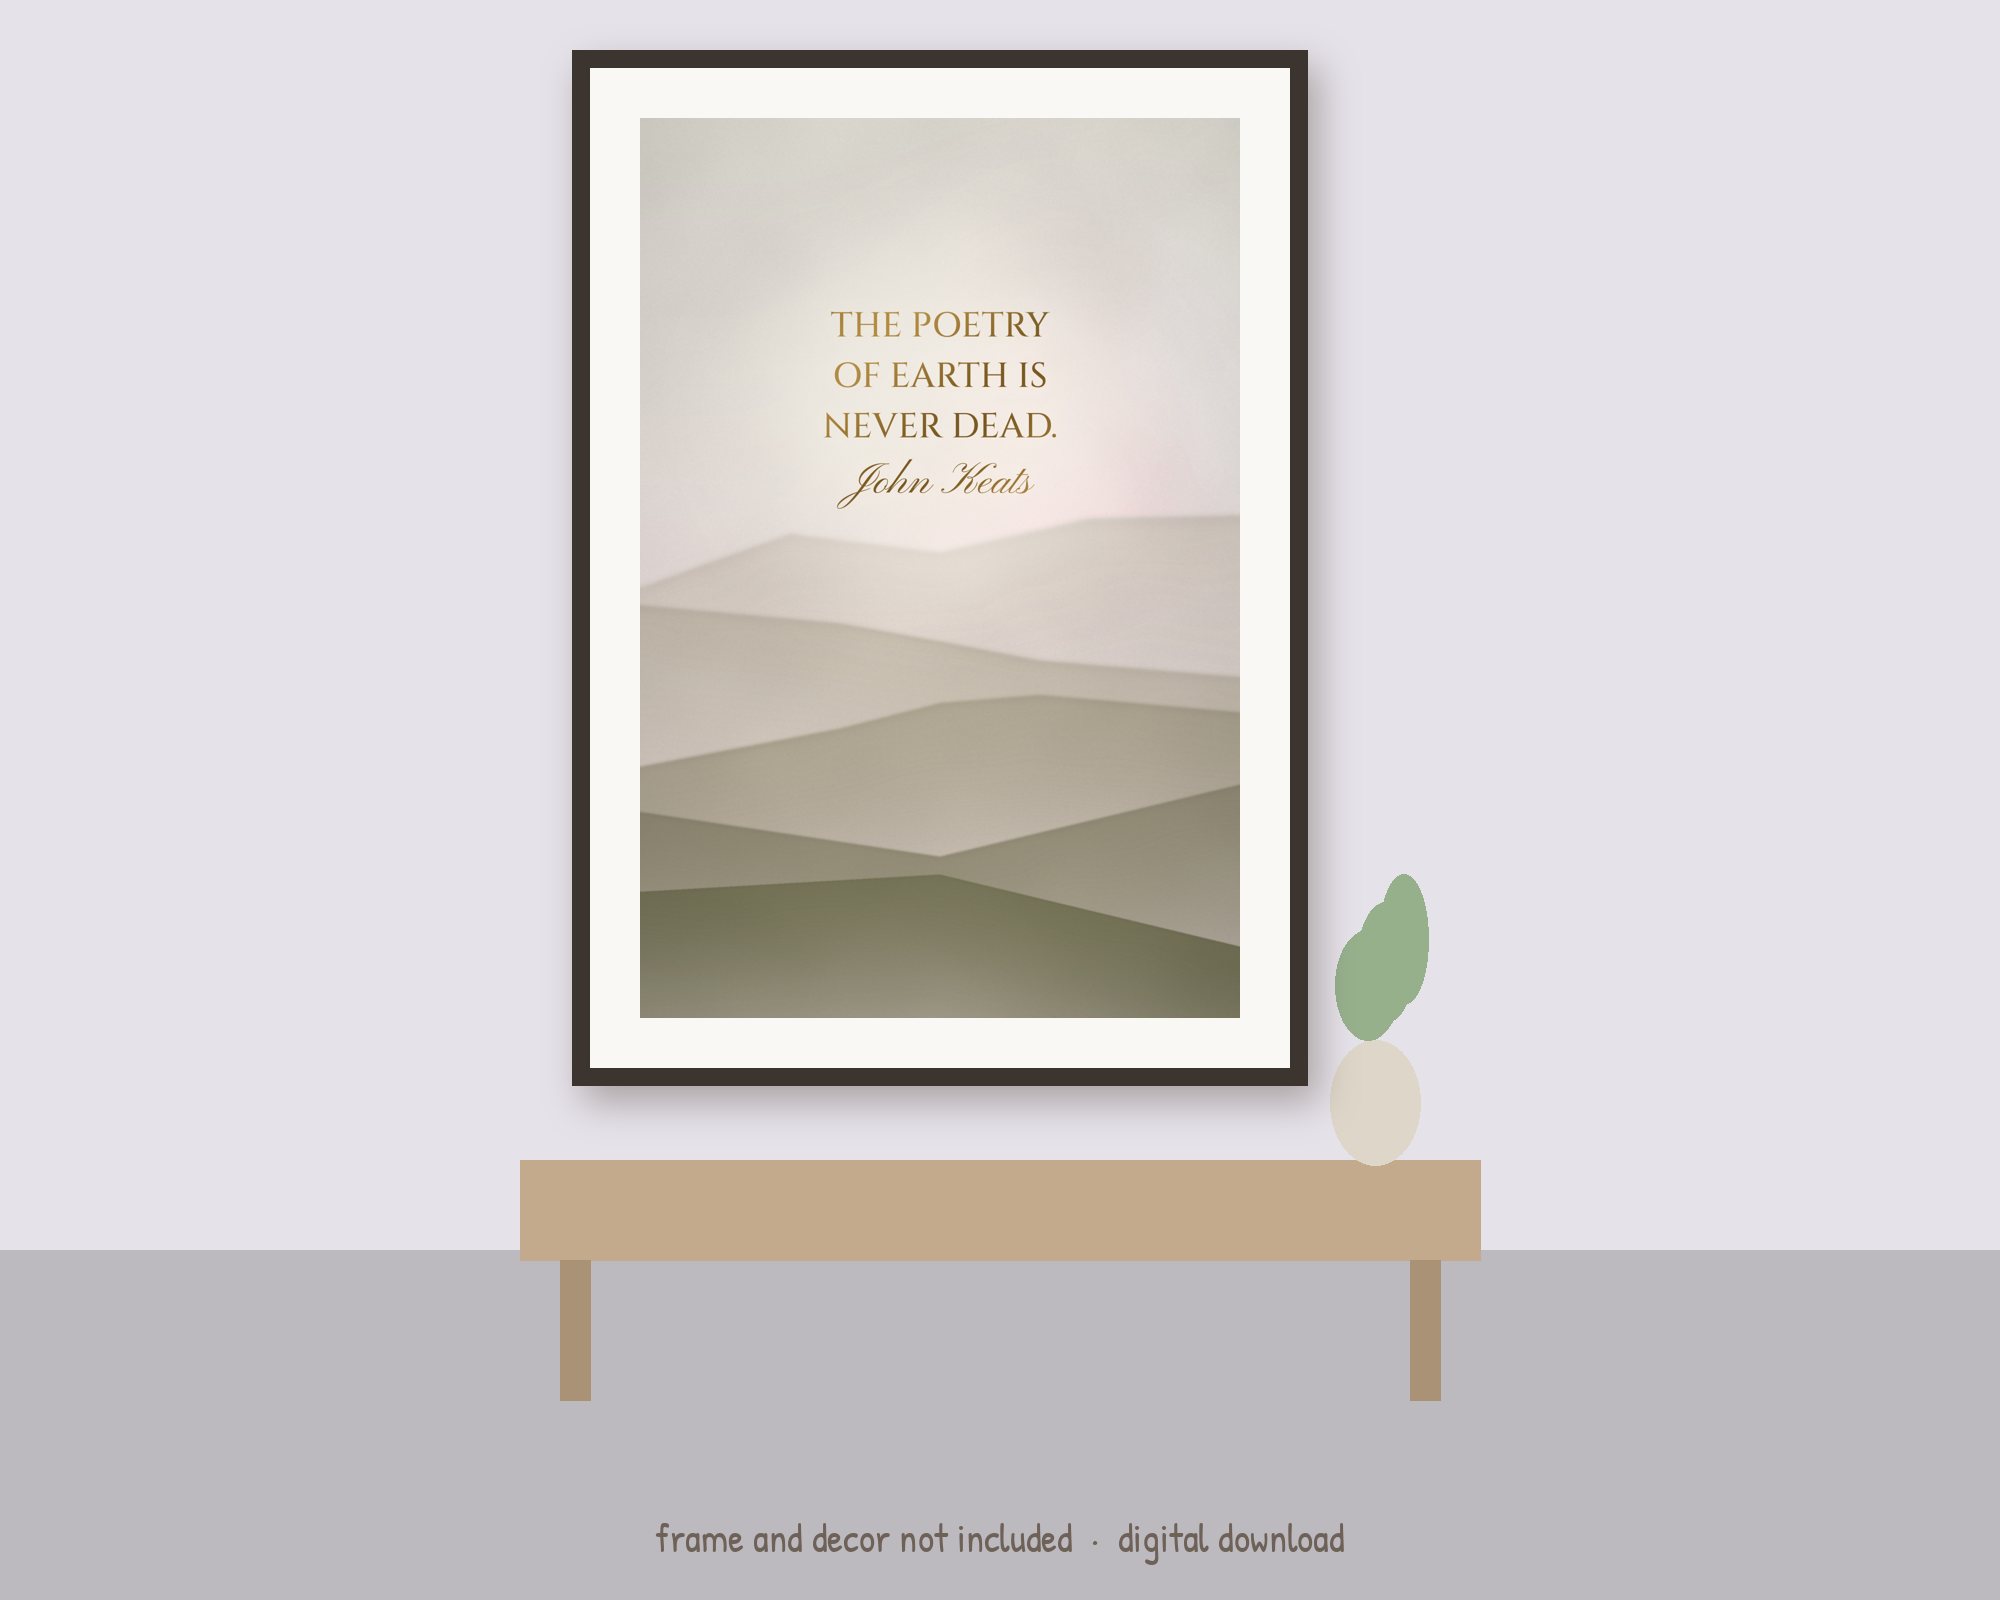 THE POETRY
OF EARTH IS
NEVER DEAD.
John Keats
frame and decor not included · digital download